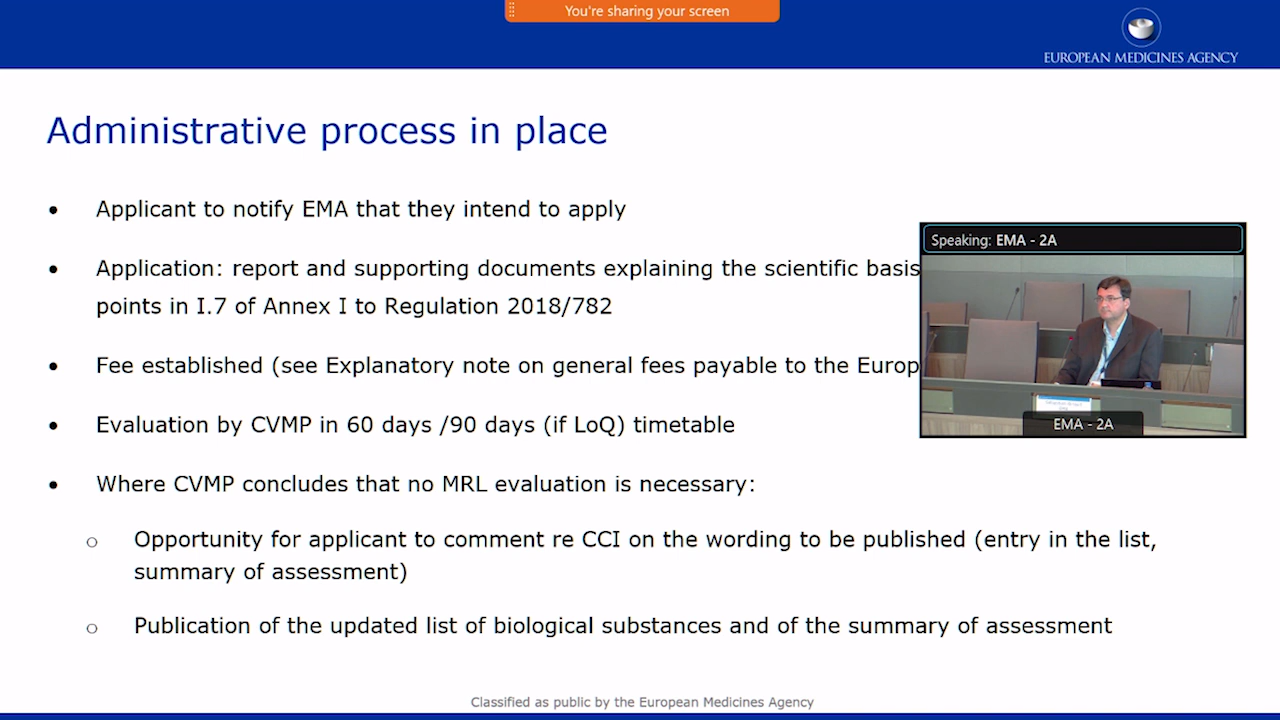 You're sharing your screen
EUROPEAN MEDICINES AGENCY
Administrative process in place
• Applicant to notify EMA that they intend to apply
• Application: report and supporting documents explaining the scientific basis
points in I.7 of Annex I to Regulation 2018/782
• Fee established (see Explanatory note on general fees payable to the Europ
• Evaluation by CVMP in 60 days /90 days (if LoQ) timetable
• Where CVMP concludes that no MRL evaluation is necessary:
o Opportunity for applicant to comment re CCI on the wording to be published (entry in the list,
summary of assessment)
o Publication of the updated list of biological substances and of the summary of assessment
Speaking: EMA - 2A
EMA - 2A
Classified as public by the European Medicines Agency